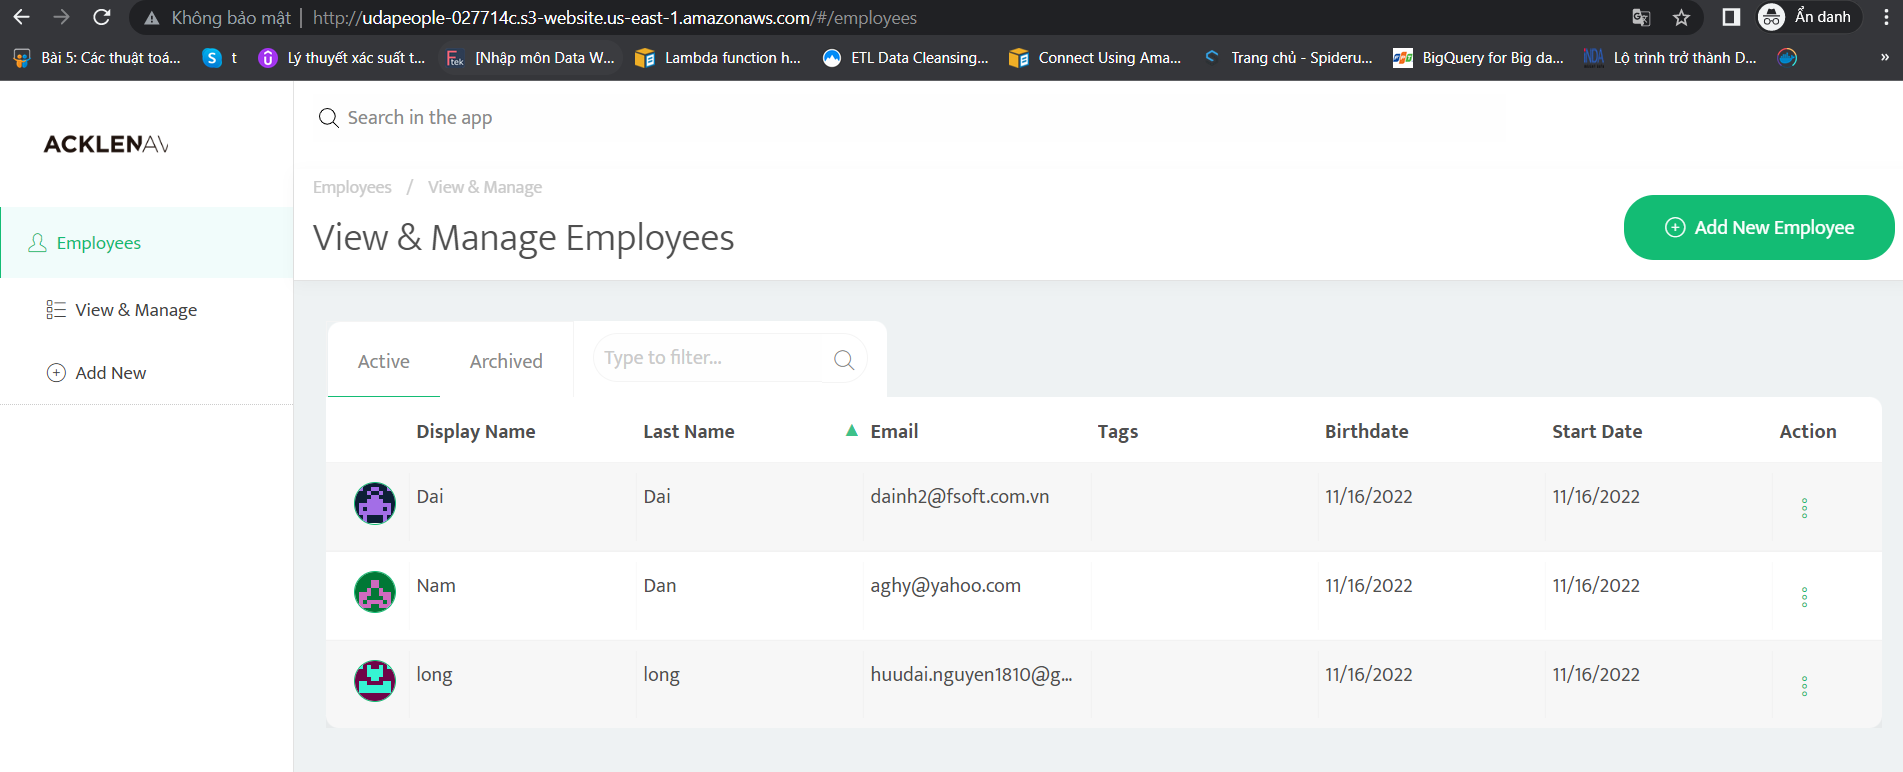 Không bảo mật | http://udapeople-027714c.s3-website.us-east-1.amazonaws.com/#/employees Ẩn danh
Bài 5: Các thuật toá... t Lý thuyết xác suất t... [Nhập môn Data W... Lambda function h... ETL Data Cleansing... Connect Using Ama... Trang chủ - Spideru... BigQuery for Big da... Lộ trình trở thành D... »
ACKLENAV
Search in the app
Employees / View & Manage
View & Manage Employees
Add New Employee
Employees
View & Manage
Add New
Active Archived Type to filter...
Display Name Last Name ▲ Email Tags Birthdate Start Date Action
Dai Dai dainh2@fsoft.com.vn 11/16/2022 11/16/2022
Nam Dan aghy@yahoo.com 11/16/2022 11/16/2022
long long huudai.nguyen1810@g... 11/16/2022 11/16/2022